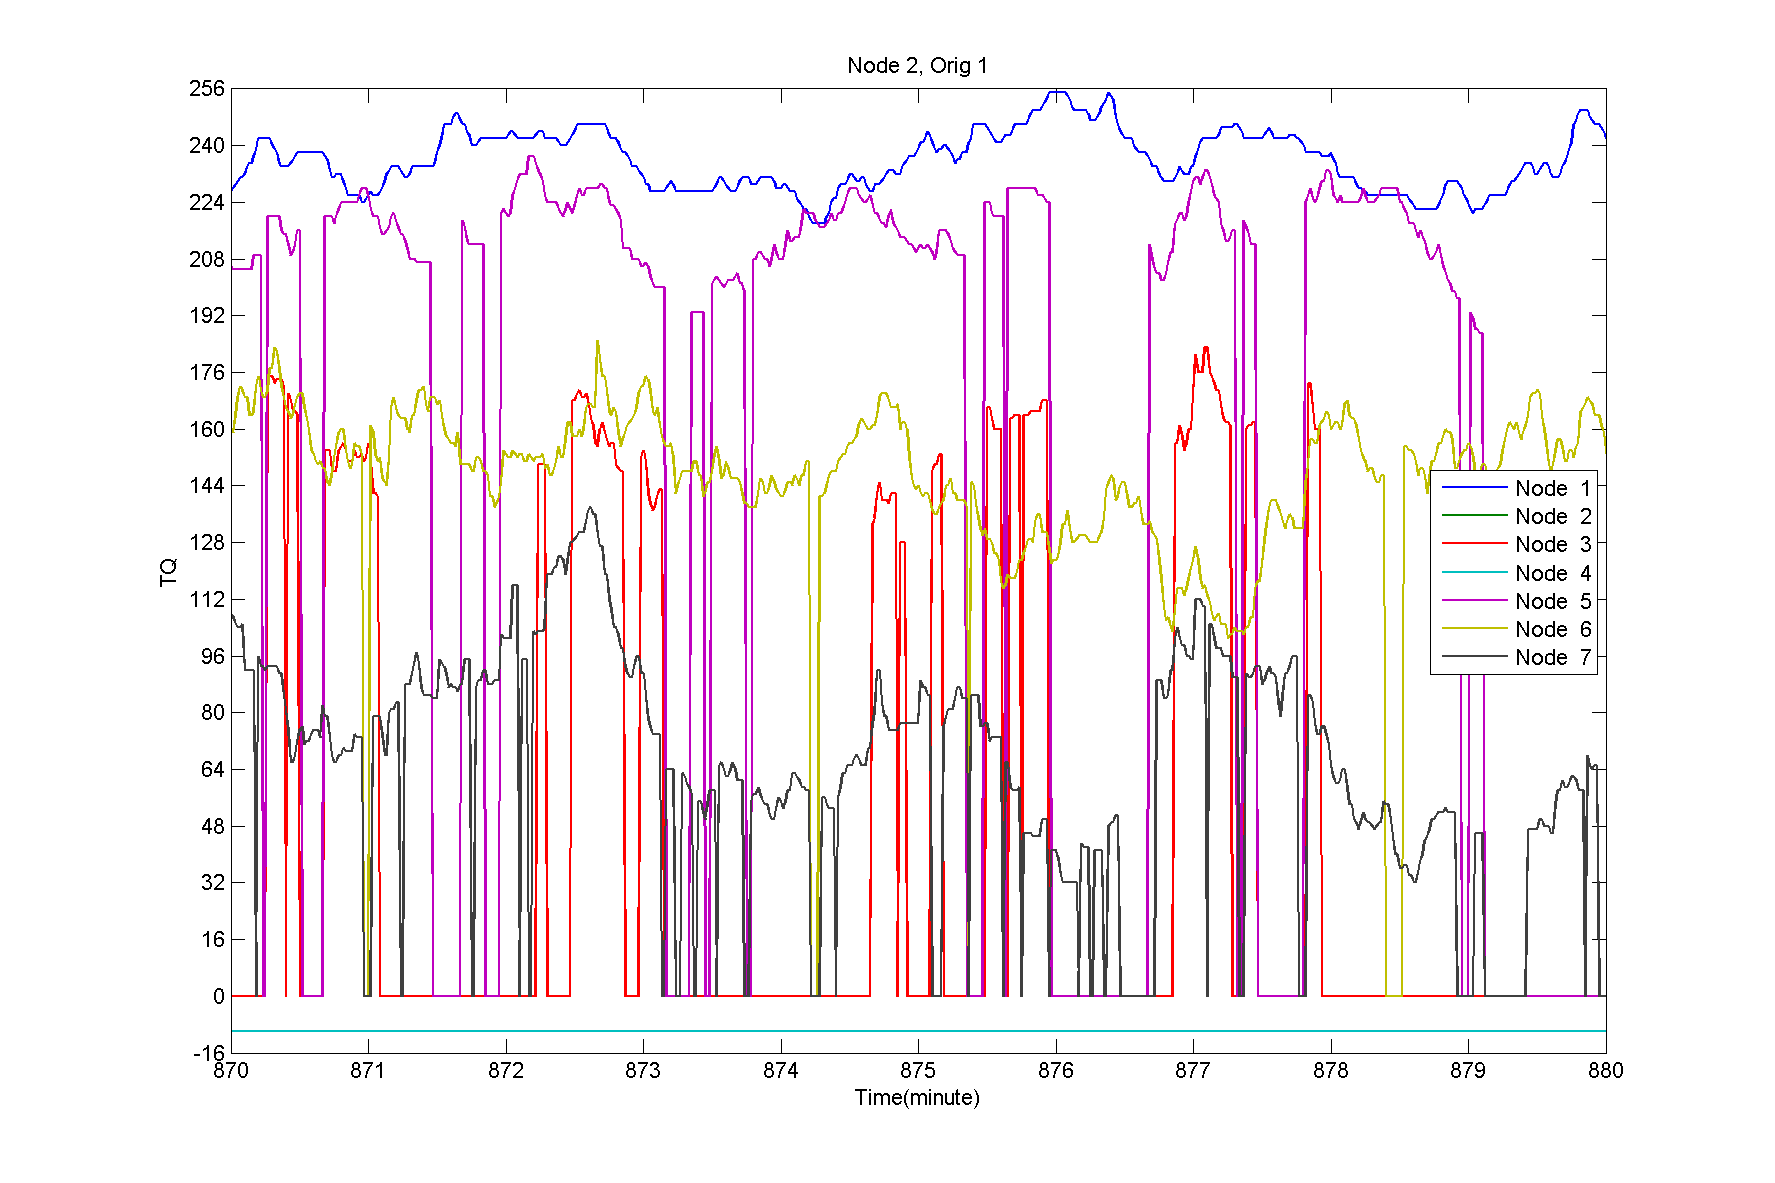 Node 2, Orig 1
256
240
224
208
192
176
160
144
128
112
96
80
64
48
32
16
0
-16
TQ
Node 1
Node 2
Node 3
Node 4
Node 5
Node 6
Node 7
870 871 872 873 874 875 876 877 878 879 880
Time(minute)